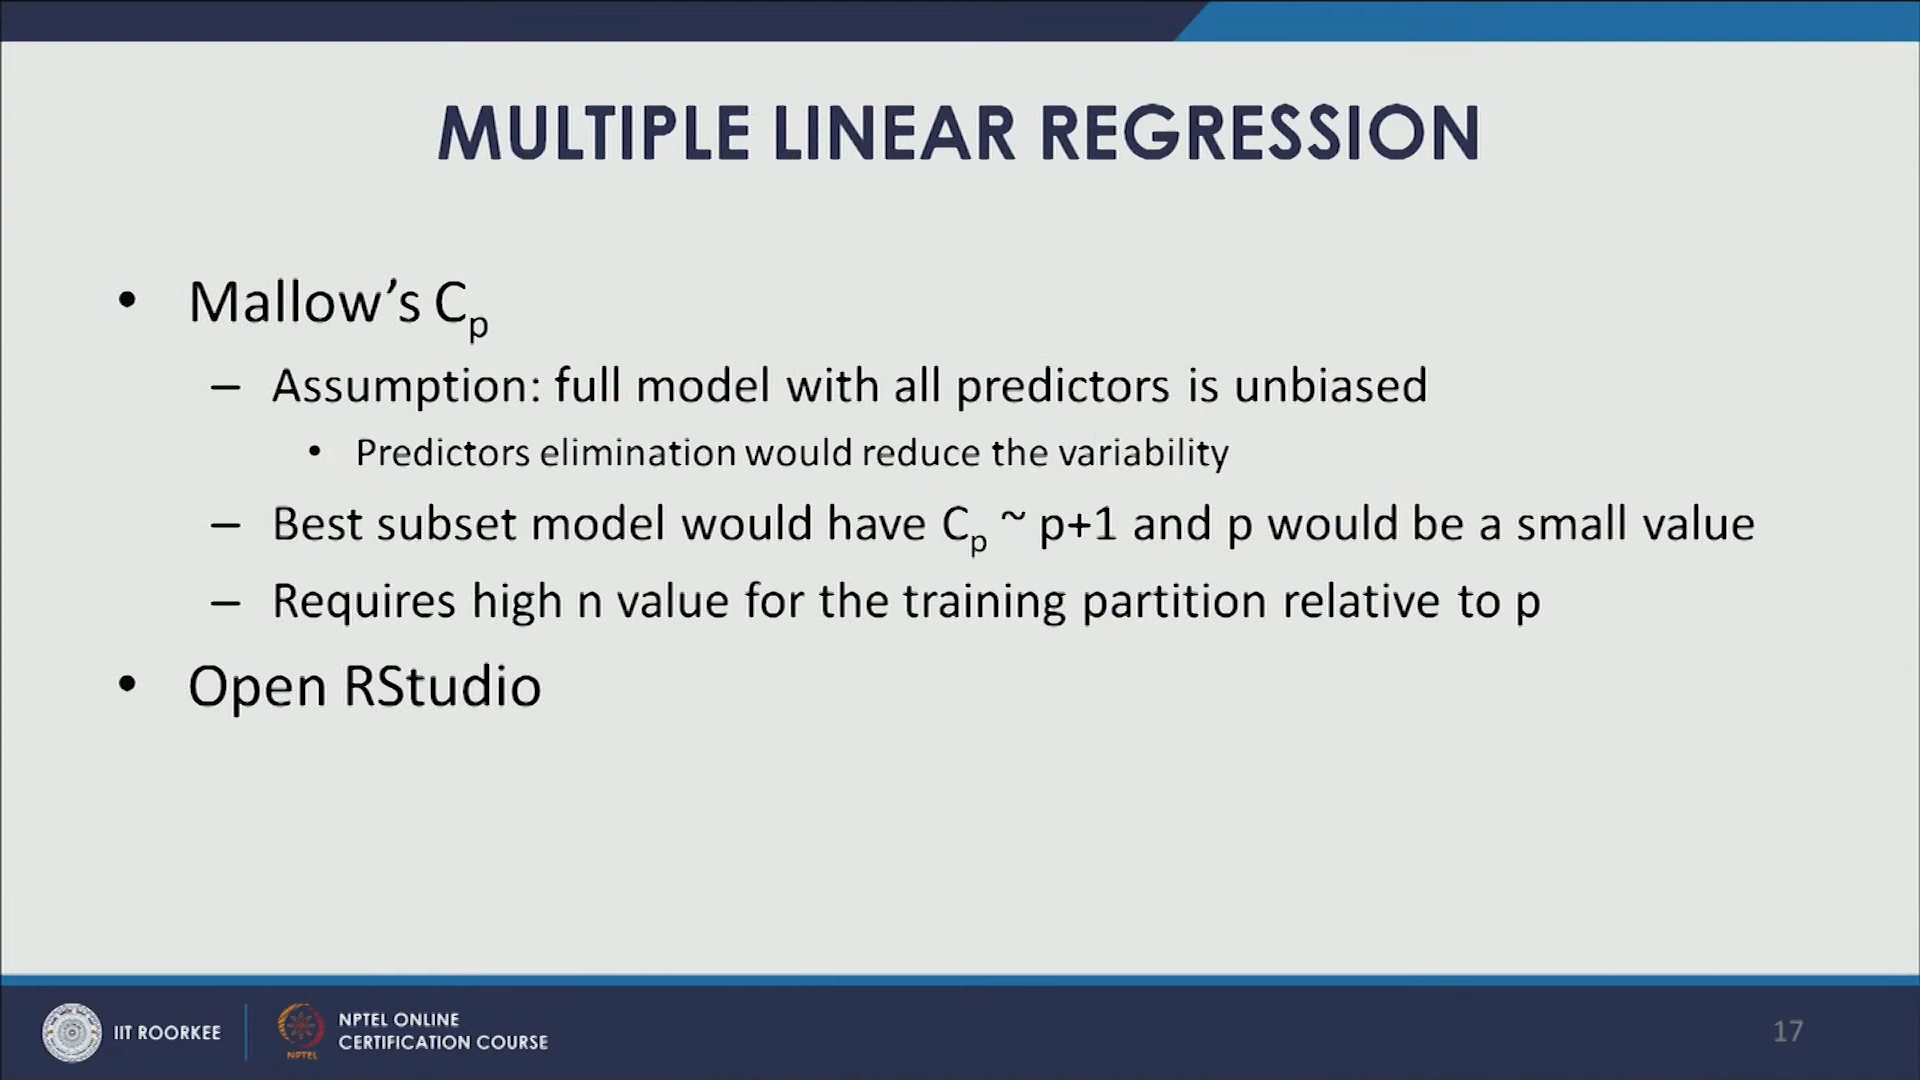 MULTIPLE LINEAR REGRESSION
• Mallow’s Cp
– Assumption: full model with all predictors is unbiased
• Predictors elimination would reduce the variability
– Best subset model would have Cp ~ p+1 and p would be a small value
– Requires high n value for the training partition relative to p
• Open RStudio
IIT ROORKEE
NPTEL
NPTEL ONLINE
CERTIFICATION COURSE
17